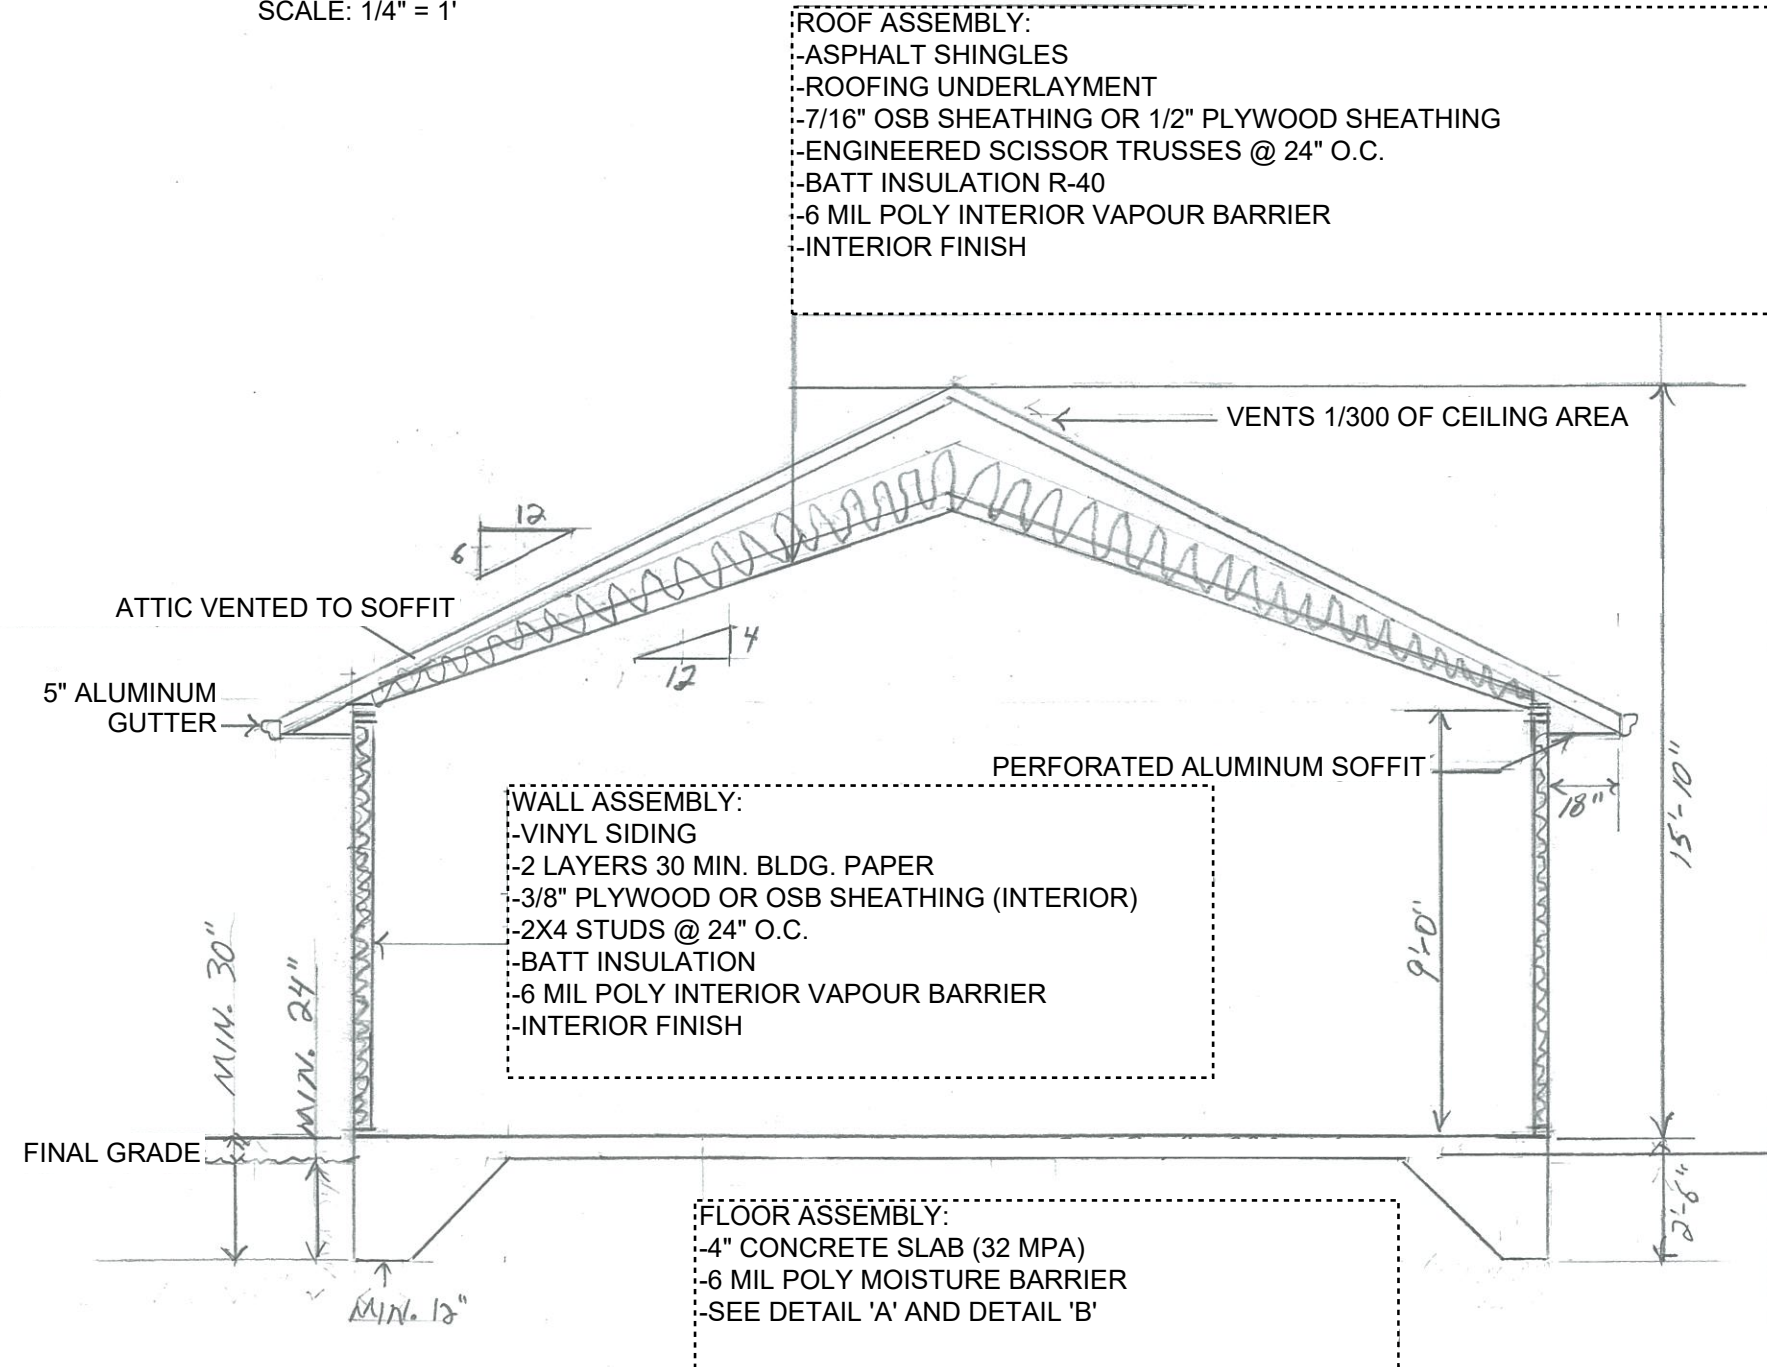 SCALE: 1/4" = 1'
ROOF ASSEMBLY:
-ASPHALT SHINGLES
-ROOFING UNDERLAYMENT
-7/16" OSB SHEATHING OR 1/2" PLYWOOD SHEATHING
-ENGINEERED SCISSOR TRUSSES @ 24" O.C.
-BATT INSULATION R-40
-6 MIL POLY INTERIOR VAPOUR BARRIER
-INTERIOR FINISH
VENTS 1/300 OF CEILING AREA
12
6
ATTIC VENTED TO SOFFIT
4
12
5" ALUMINUM
GUTTER
PERFORATED ALUMINUM SOFFIT
18"
15'-10"
WALL ASSEMBLY:
-VINYL SIDING
-2 LAYERS 30 MIN. BLDG. PAPER
-3/8" PLYWOOD OR OSB SHEATHING (INTERIOR)
-2X4 STUDS @ 24" O.C.
-BATT INSULATION
-6 MIL POLY INTERIOR VAPOUR BARRIER
-INTERIOR FINISH
9'-0"
MIN. 30"
MIN. 24"
FINAL GRADE
2'-6"
MIN. 12"
FLOOR ASSEMBLY:
-4" CONCRETE SLAB (32 MPA)
-6 MIL POLY MOISTURE BARRIER
-SEE DETAIL 'A' AND DETAIL 'B'